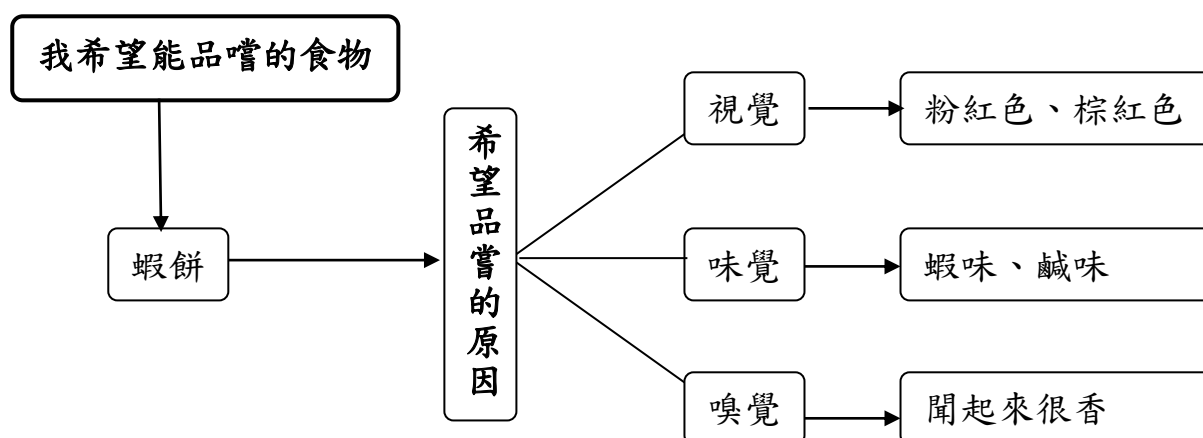 我希望能品嚐的食物
蝦餅
希望品嘗的原因
視覺
粉紅色、棕紅色
味覺
蝦味、鹹味
嗅覺
聞起來很香